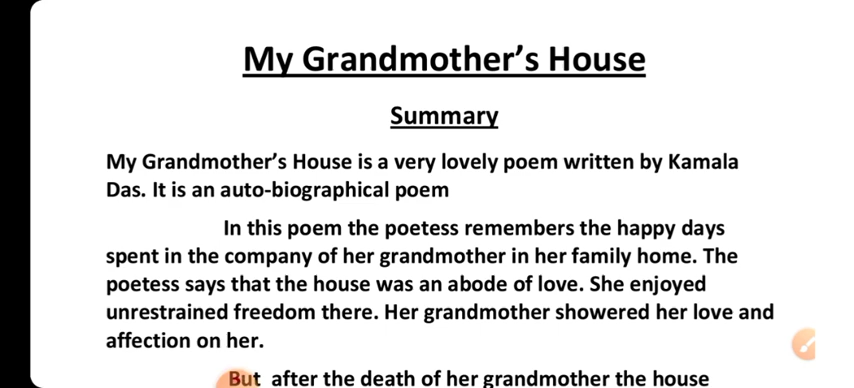 My Grandmother's House
Summary
My Grandmother's House is a very lovely poem written by Kamala
Das. It is an auto-biographical poem
In this poem the poetess remembers the happy days
spent in the company of her grandmother in her family home. The
poetess says that the house was an abode of love. She enjoyed
unrestrained freedom there. Her grandmother showered her love and
affection on her.
But after the death of her grandmother the house